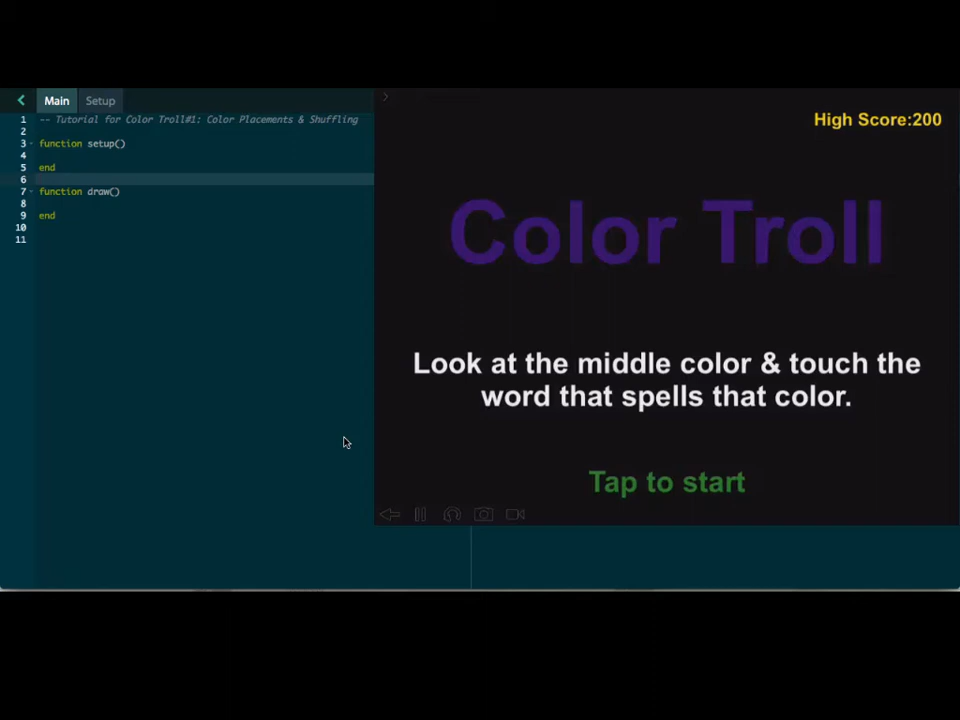 Main Setup
1 -- Tutorial for Color Troll#1: Color Placements & Shuffling
2
3 function setup()
4
5 end
6
7 function draw()
8
9 end
10
11
High Score:200
Color Troll
Look at the middle color & touch the
word that spells that color.
Tap to start